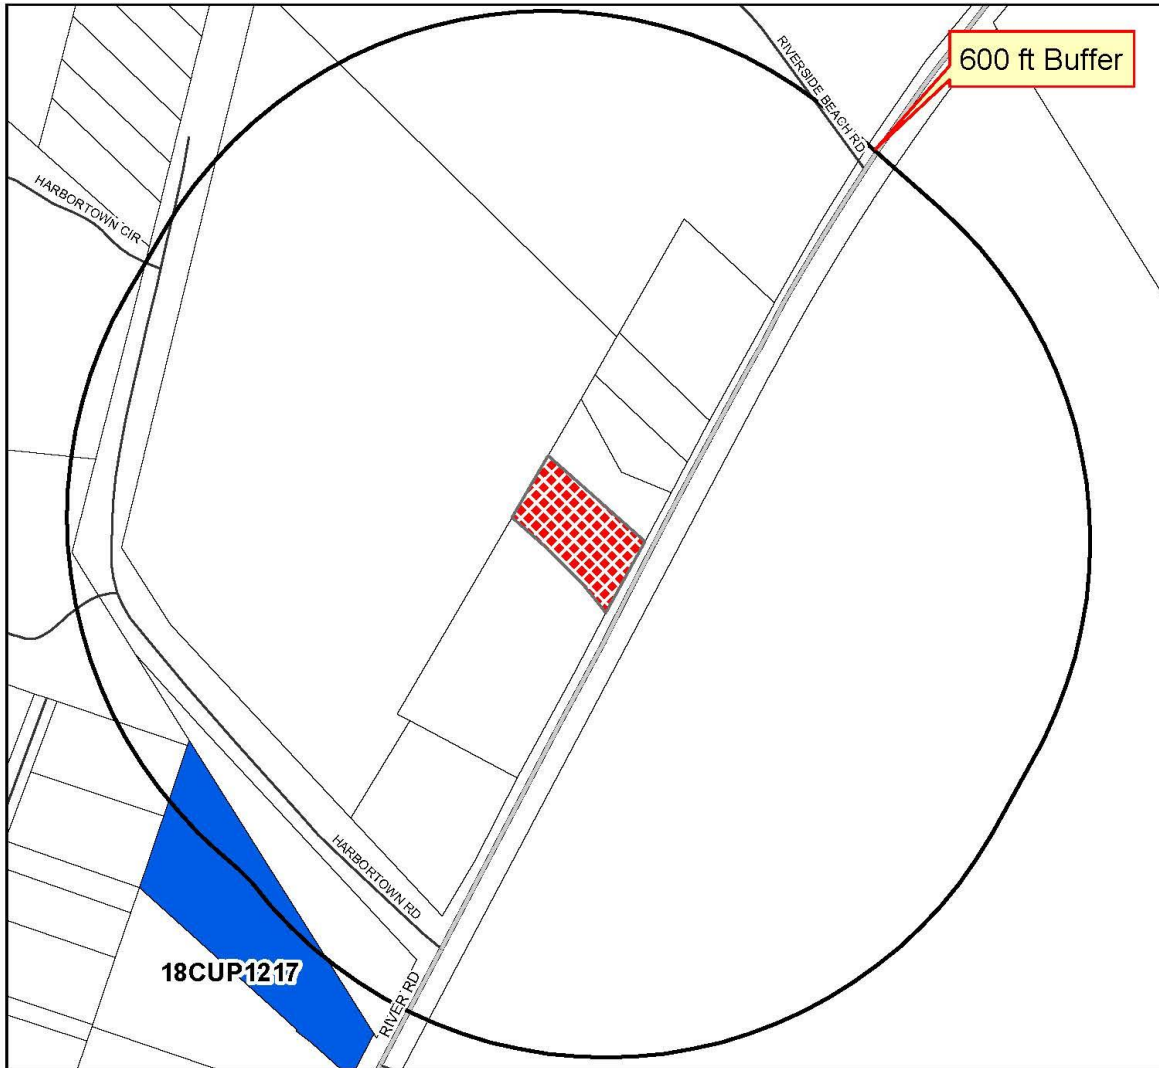 600 ft Buffer
RIVERSIDE BEACH RD
HARBORTOWN CIR
HARBORTOWN RD
18CUP1217
RIVER RD